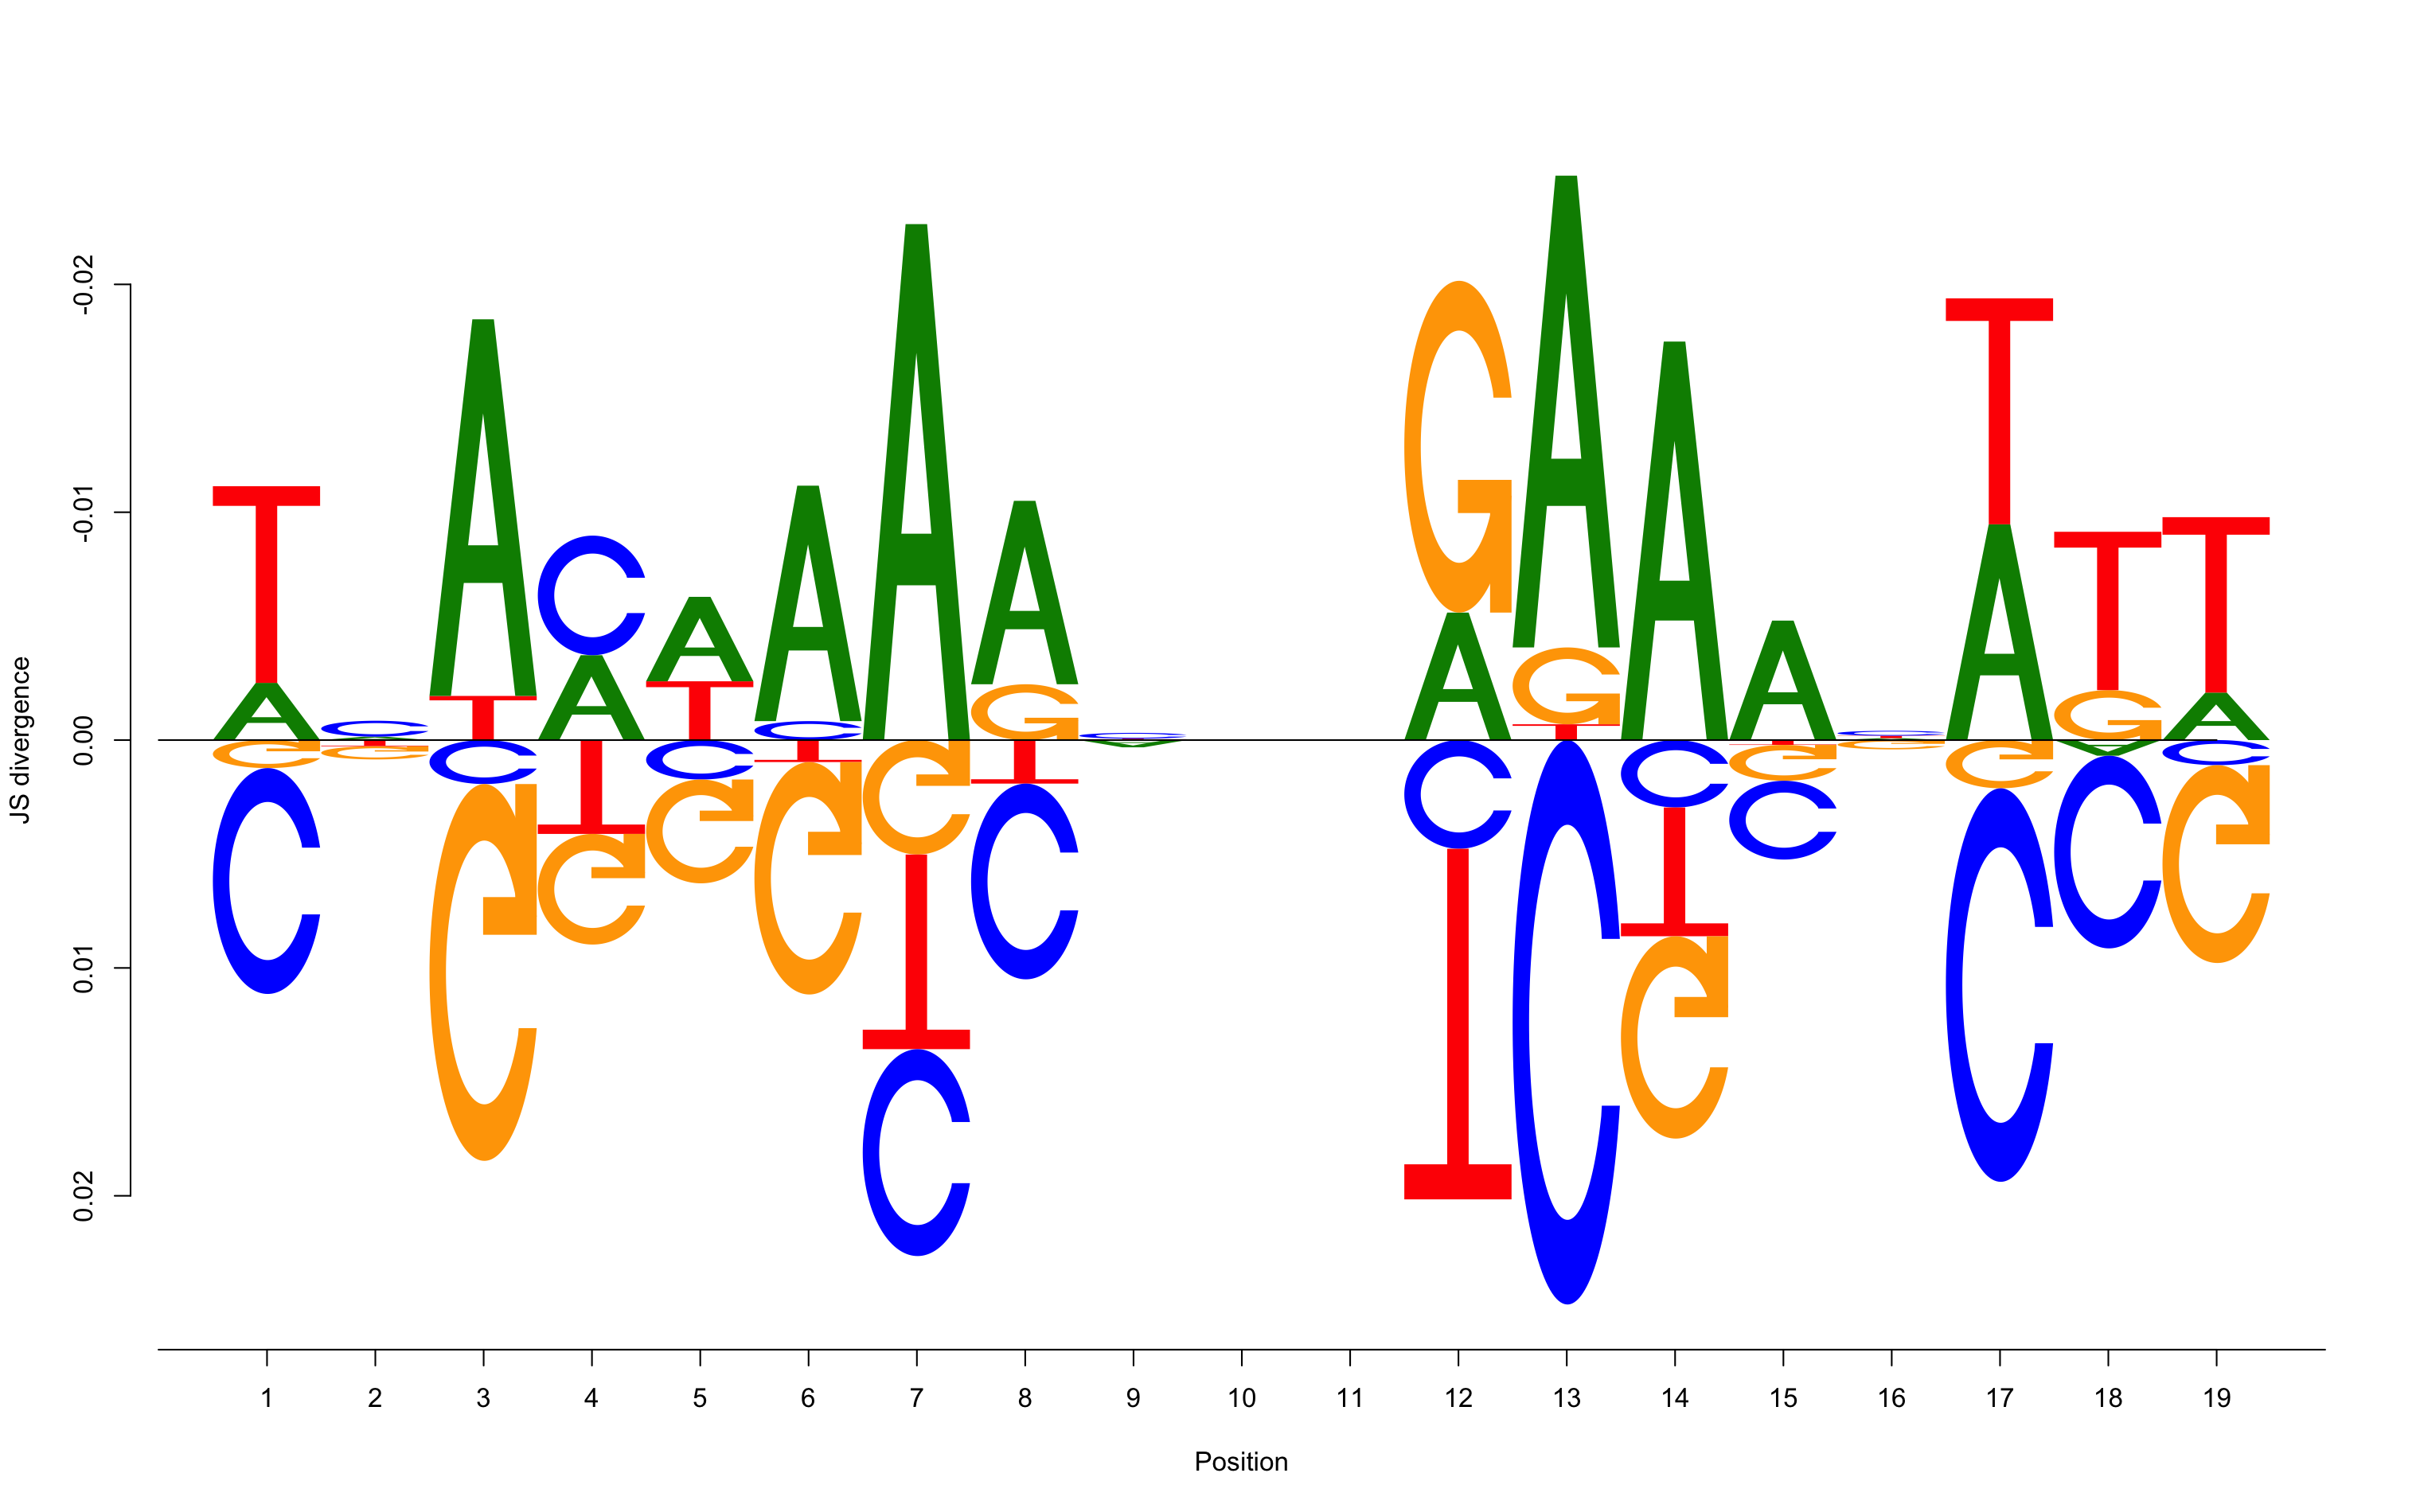 JS divergence
-0.02
-0.01
0.00
0.01
0.02
T A C A A A A A G A A A T T T
A C T A T C G A G T A G A
G T G C T C T G T C C T G G A C
C G G G G T C T C T C C C G
C G
1 2 3 4 5 6 7 8 9 10 11 12 13 14 15 16 17 18 19
Position